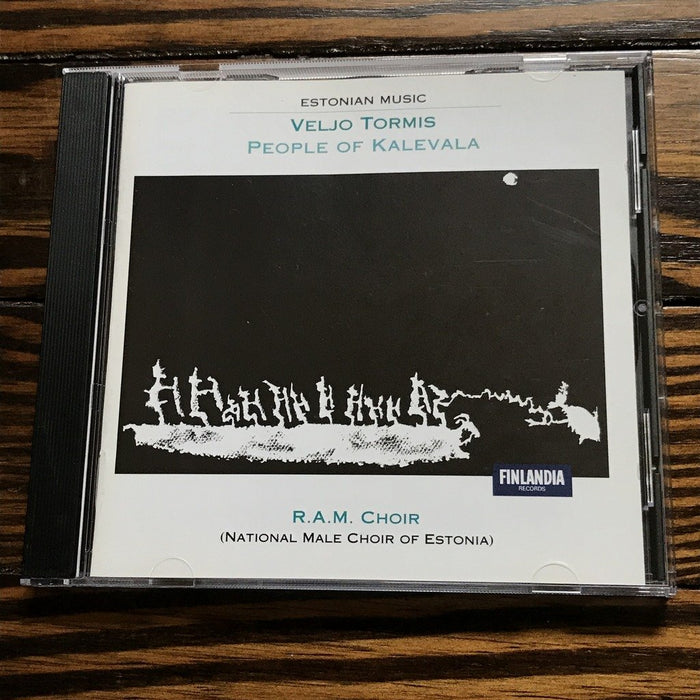 ESTONIAN MUSIC
VELJO TORMIS
PEOPLE OF KALEVALA
FINLANDIA
RECORDS
R.A.M. CHOIR
(NATIONAL MALE CHOIR OF ESTONIA)